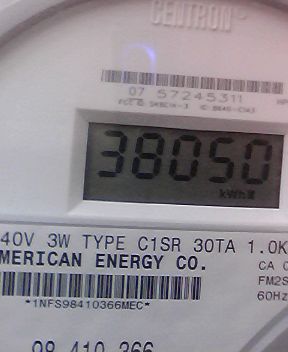 CENTRON
07 57245311
38050
kWh
40V 3W TYPE C1SR 30TA 1.0K
MERICAN ENERGY CO.
CA 0
FM2S
*1NFS98410366MEC*
60Hz
98 410 366